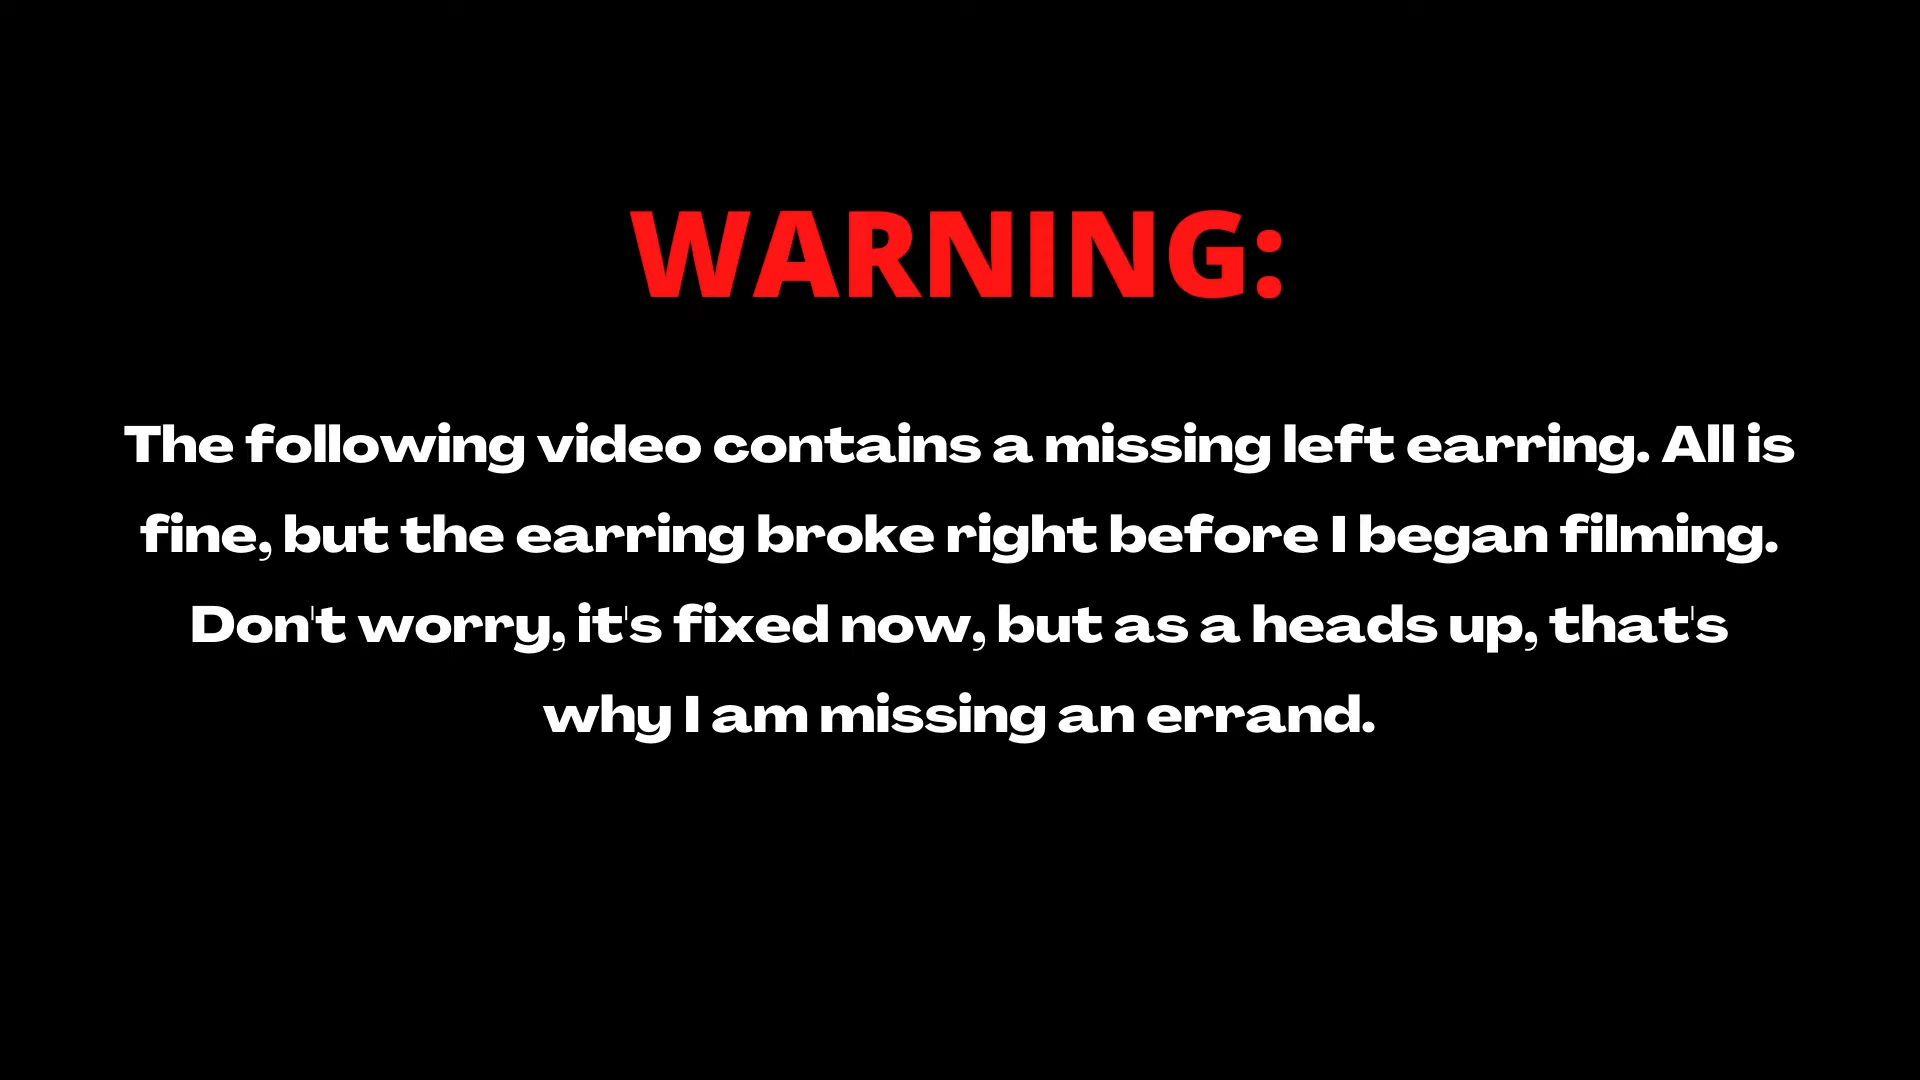 WARNING:
The following video contains a missing left earring. All is
fine, but the earring broke right before I began filming.
Don't worry, it's fixed now, but as a heads up, that's
why I am missing an errand.